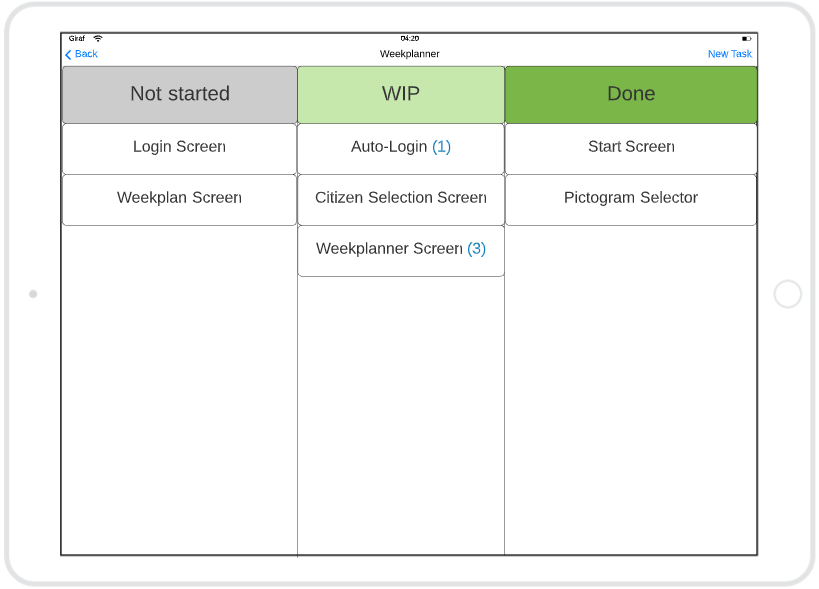 Giraf 04:20
Back Weekplanner New Task
Not started WIP Done
Login Screen Auto-Login (1) Start Screen
Weekplan Screen Citizen Selection Screen Pictogram Selector
Weekplanner Screen (3)